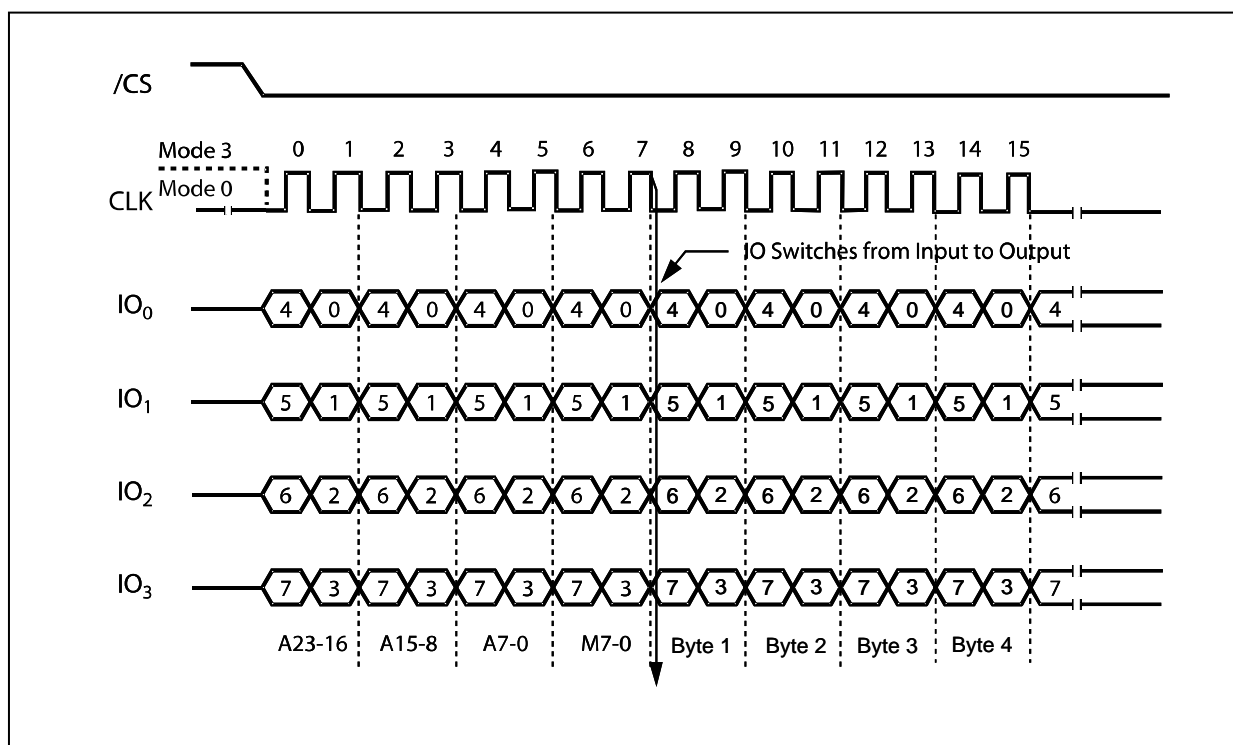 /CS
Mode 3
0 1 2 3 4 5 6 7 8 9 10 11 12 13 14 15
Mode 0
CLK
IO Switches from Input to Output
IO0 4 0 4 0 4 0 4 0 4 0 4 0 4 0 4 0 4
IO1 5 1 5 1 5 1 5 1 5 1 5 1 5 1 5 1 5
IO2 6 2 6 2 6 2 6 2 6 2 6 2 6 2 6 2 6
IO3 7 3 7 3 7 3 7 3 7 3 7 3 7 3 7 3 7
A23-16 A15-8 A7-0 M7-0 Byte 1 Byte 2 Byte 3 Byte 4